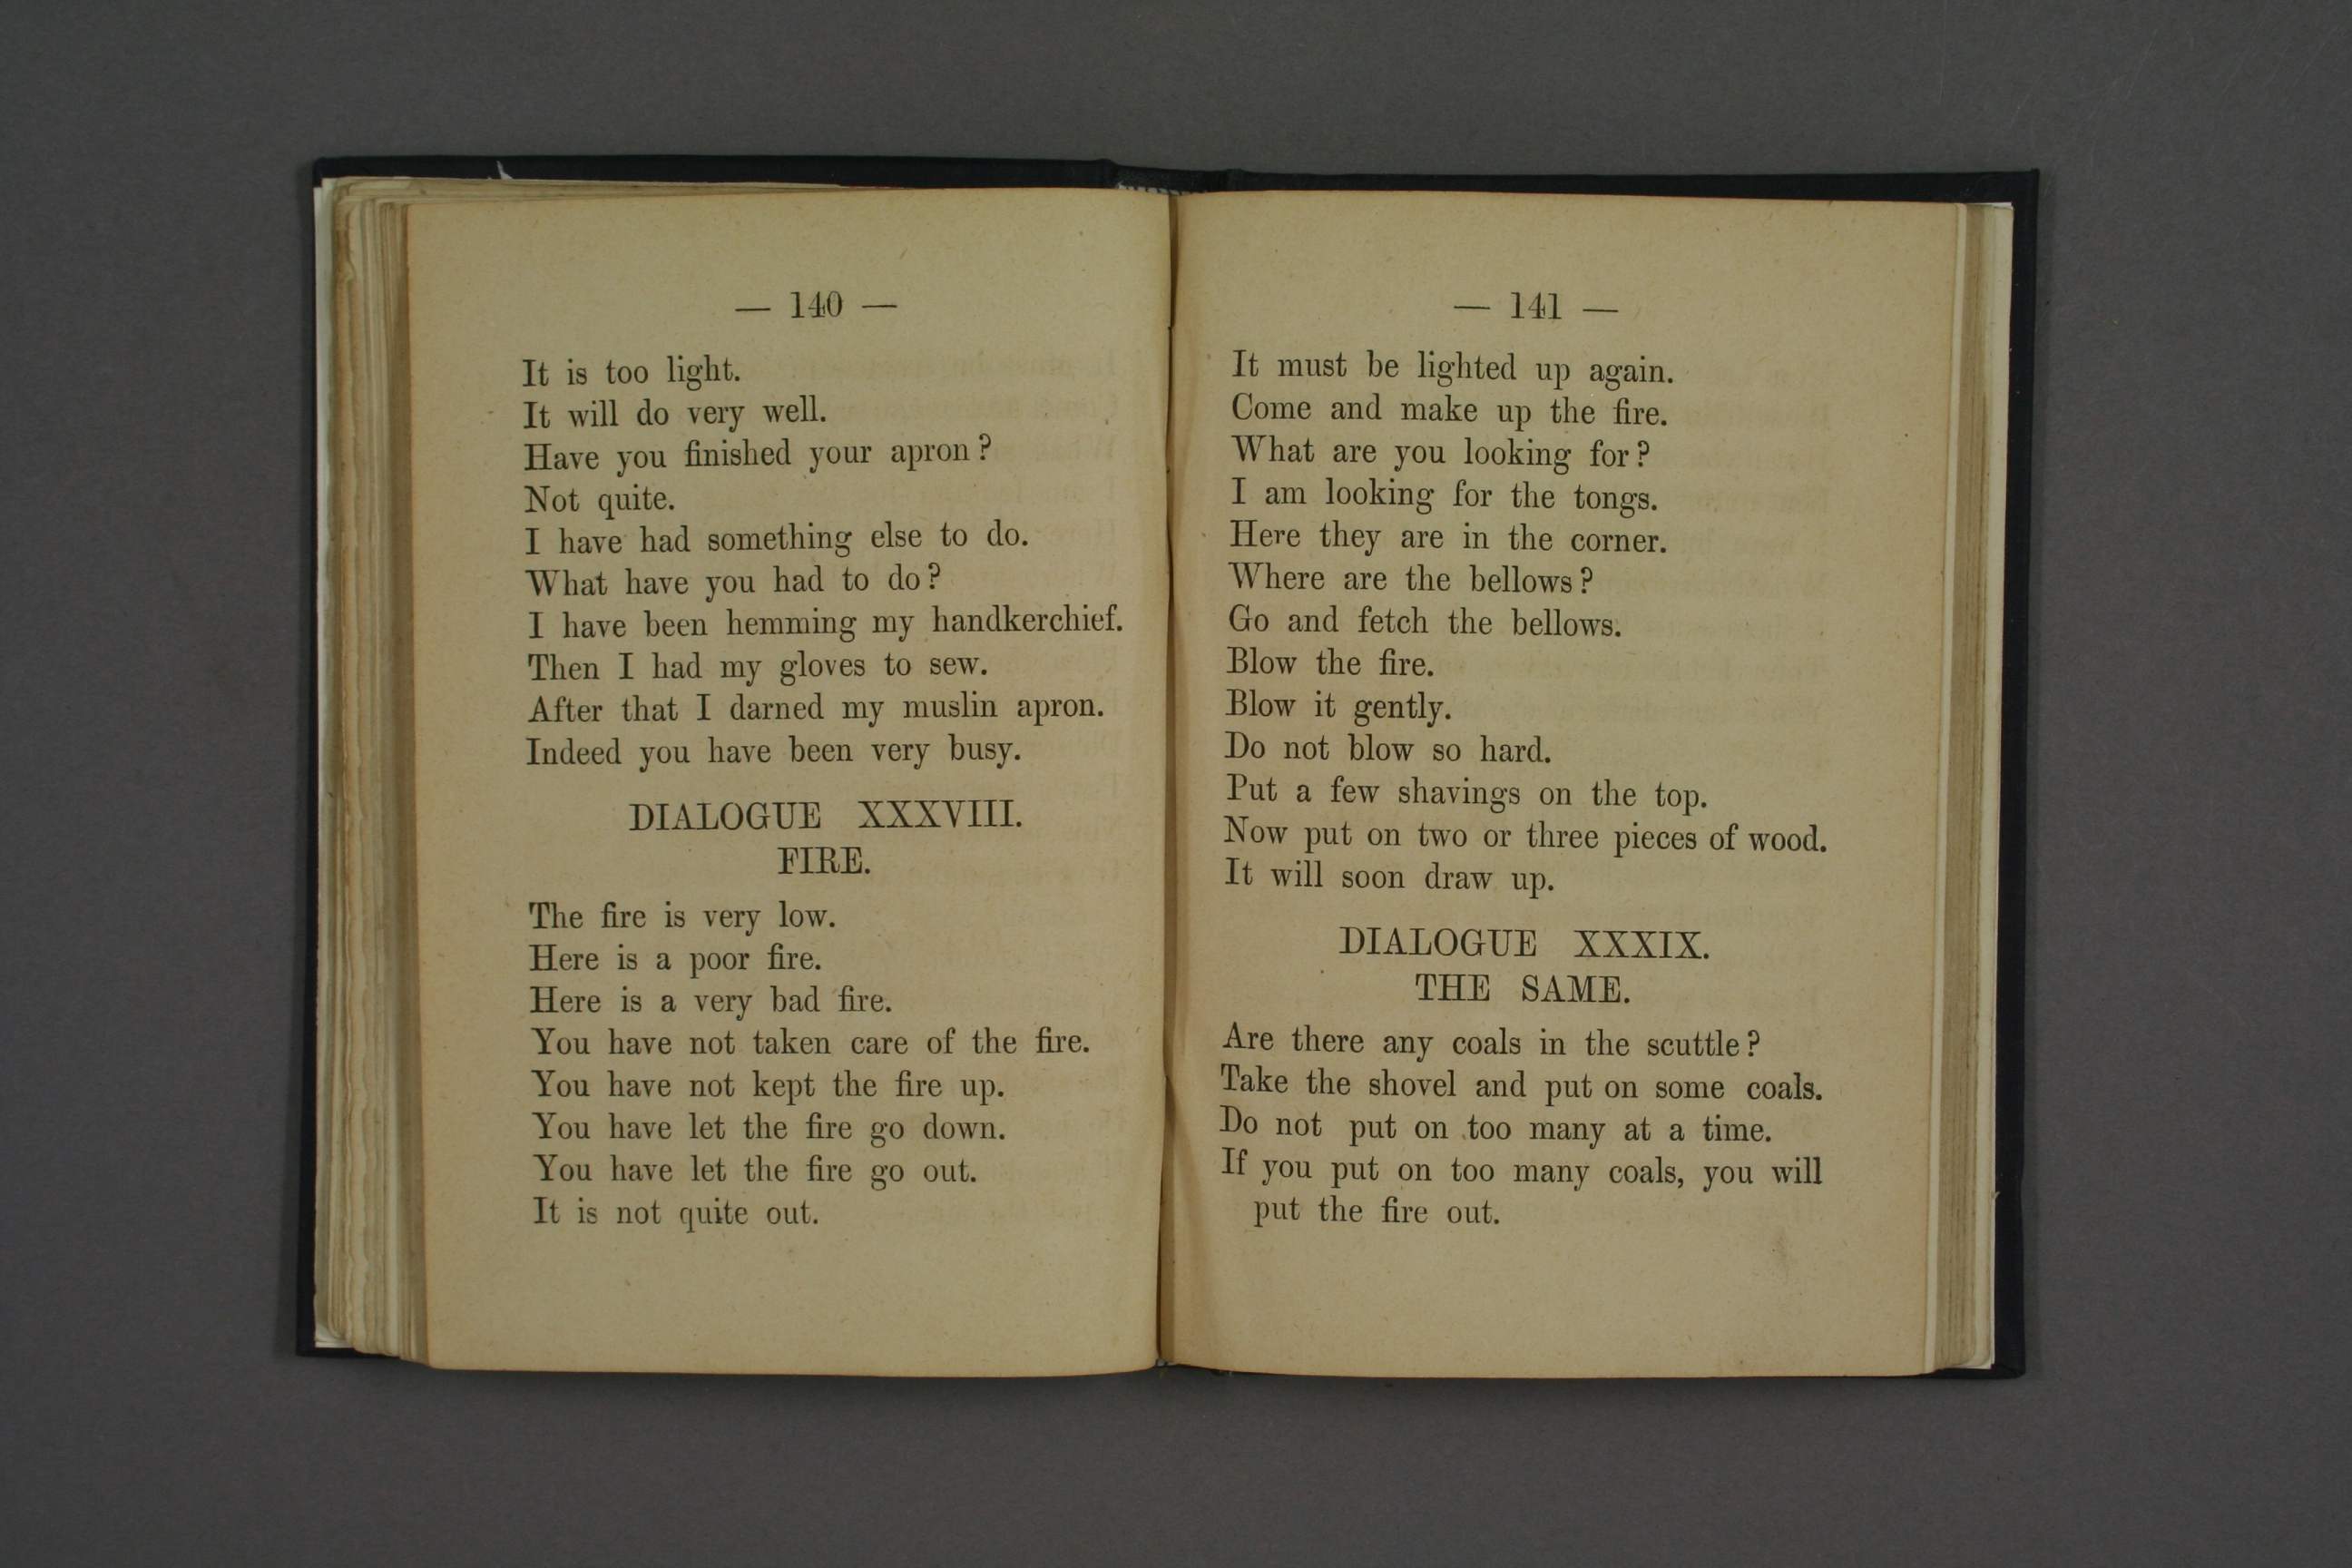 — 140 —
It is too light.
It will do very well.
Have you finished your apron?
Not quite.
I have had something else to do.
What have you had to do?
I have been hemming my handkerchief.
Then I had my gloves to sew.
After that I darned my muslin apron.
Indeed you have been very busy.
DIALOGUE XXXVIII.
FIRE.
The fire is very low.
Here is a poor fire.
Here is a very bad fire.
You have not taken care of the fire.
You have not kept the fire up.
You have let the fire go down.
You have let the fire go out.
It is not quite out.
— 141 —
It must be lighted up again.
Come and make up the fire.
What are you looking for?
I am looking for the tongs.
Here they are in the corner.
Where are the bellows?
Go and fetch the bellows.
Blow the fire.
Blow it gently.
Do not blow so hard.
Put a few shavings on the top.
Now put on two or three pieces of wood.
It will soon draw up.
DIALOGUE XXXIX.
THE SAME.
Are there any coals in the scuttle?
Take the shovel and put on some coals.
Do not put on too many at a time.
If you put on too many coals, you will
put the fire out.